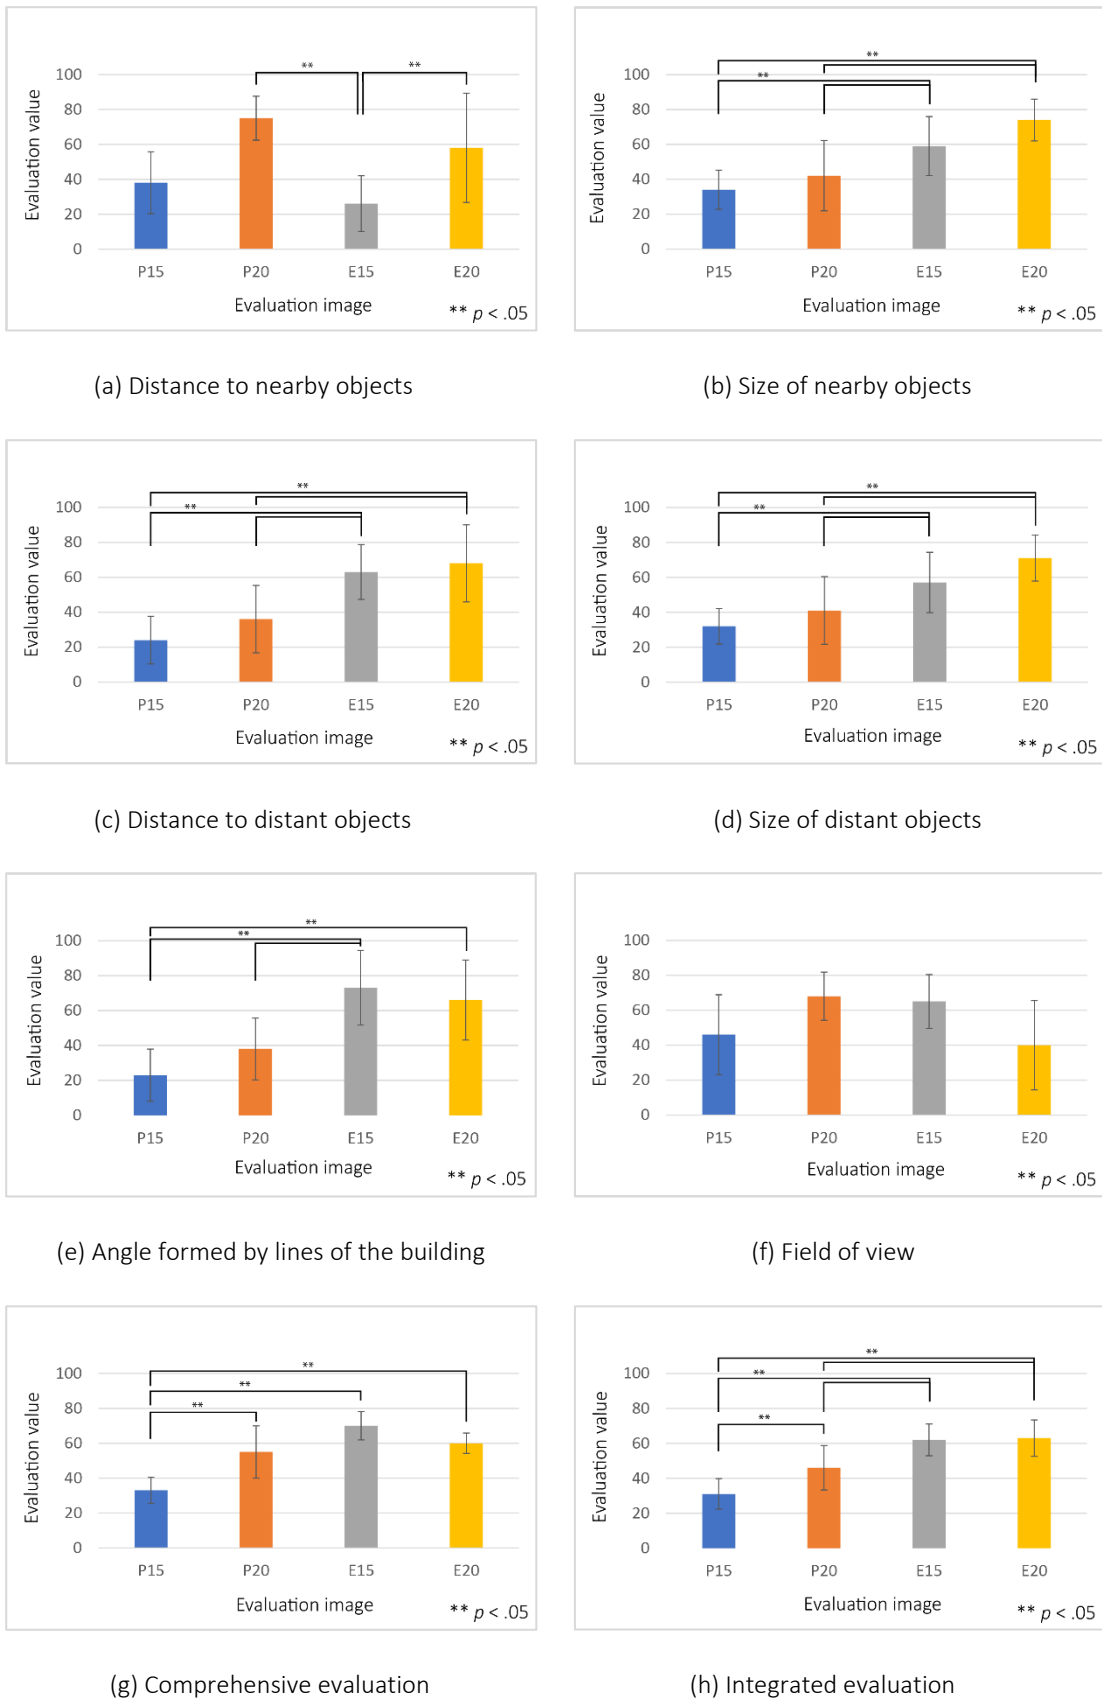 ** **
100
80
60
40
20
0
Evaluation value
P15 P20 E15 E20
Evaluation image
** p < .05
(a) Distance to nearby objects
**
**
100
80
60
40
20
0
Evaluation value
P15 P20 E15 E20
Evaluation image
** p < .05
(b) Size of nearby objects
**
**
100
80
60
40
20
0
Evaluation value
P15 P20 E15 E20
Evaluation image
** p < .05
(c) Distance to distant objects
**
**
100
80
60
40
20
0
Evaluation value
P15 P20 E15 E20
Evaluation image
** p < .05
(d) Size of distant objects
**
**
100
80
60
40
20
0
Evaluation value
P15 P20 E15 E20
Evaluation image
** p < .05
(e) Angle formed by lines of the building
100
80
60
40
20
0
Evaluation value
P15 P20 E15 E20
Evaluation image
** p < .05
(f) Field of view
**
**
**
100
80
60
40
20
0
Evaluation value
P15 P20 E15 E20
Evaluation image
** p < .05
(g) Comprehensive evaluation
**
**
**
100
80
60
40
20
0
Evaluation value
P15 P20 E15 E20
Evaluation image
** p < .05
(h) Integrated evaluation